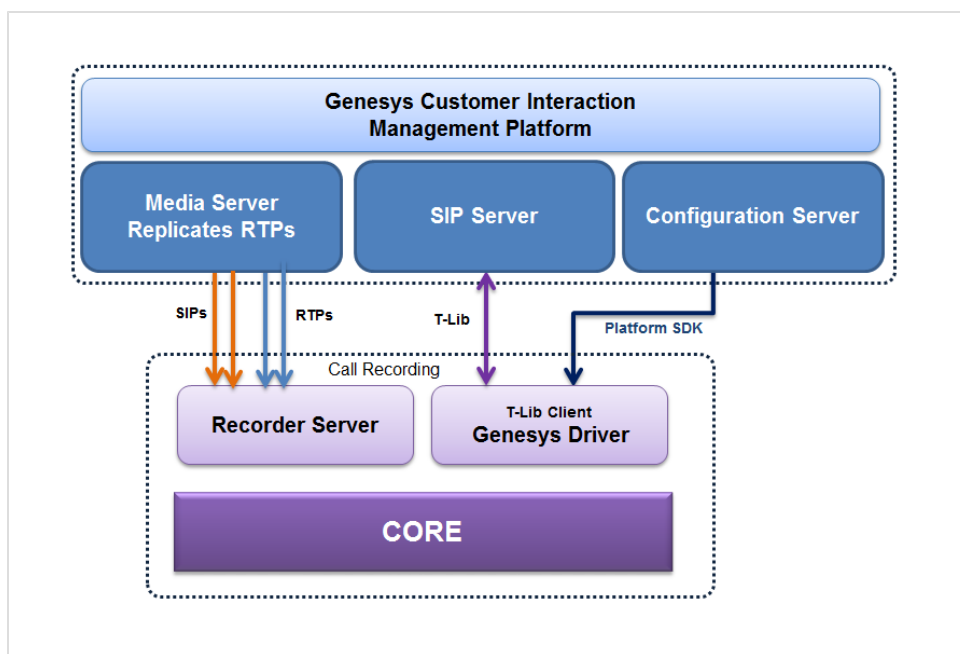 Genesys Customer Interaction
Management Platform
Media Server
Replicates RTPs
SIP Server
Configuration Server
SIPs
RTPs
T-Lib
Platform SDK
Call Recording
Recorder Server
T-Lib Client
Genesys Driver
CORE